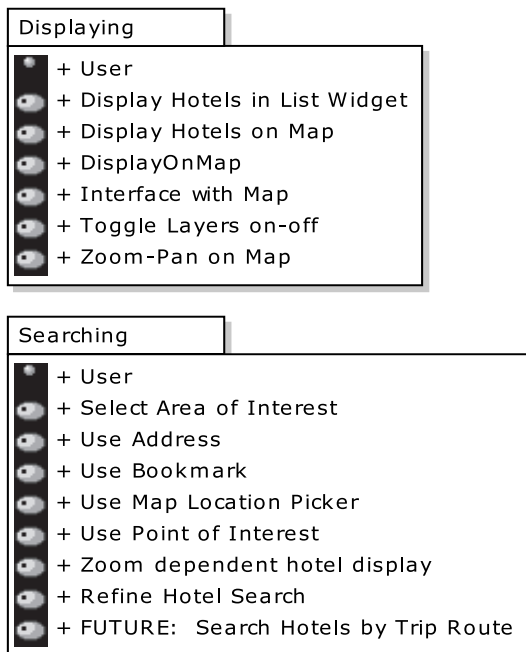 Displaying
+ User
+ Display Hotels in List Widget
+ Display Hotels on Map
+ DisplayOnMap
+ Interface with Map
+ Toggle Layers on-off
+ Zoom-Pan on Map
Searching
+ User
+ Select Area of Interest
+ Use Address
+ Use Bookmark
+ Use Map Location Picker
+ Use Point of Interest
+ Zoom dependent hotel display
+ Refine Hotel Search
+ FUTURE:  Search Hotels by Trip Route